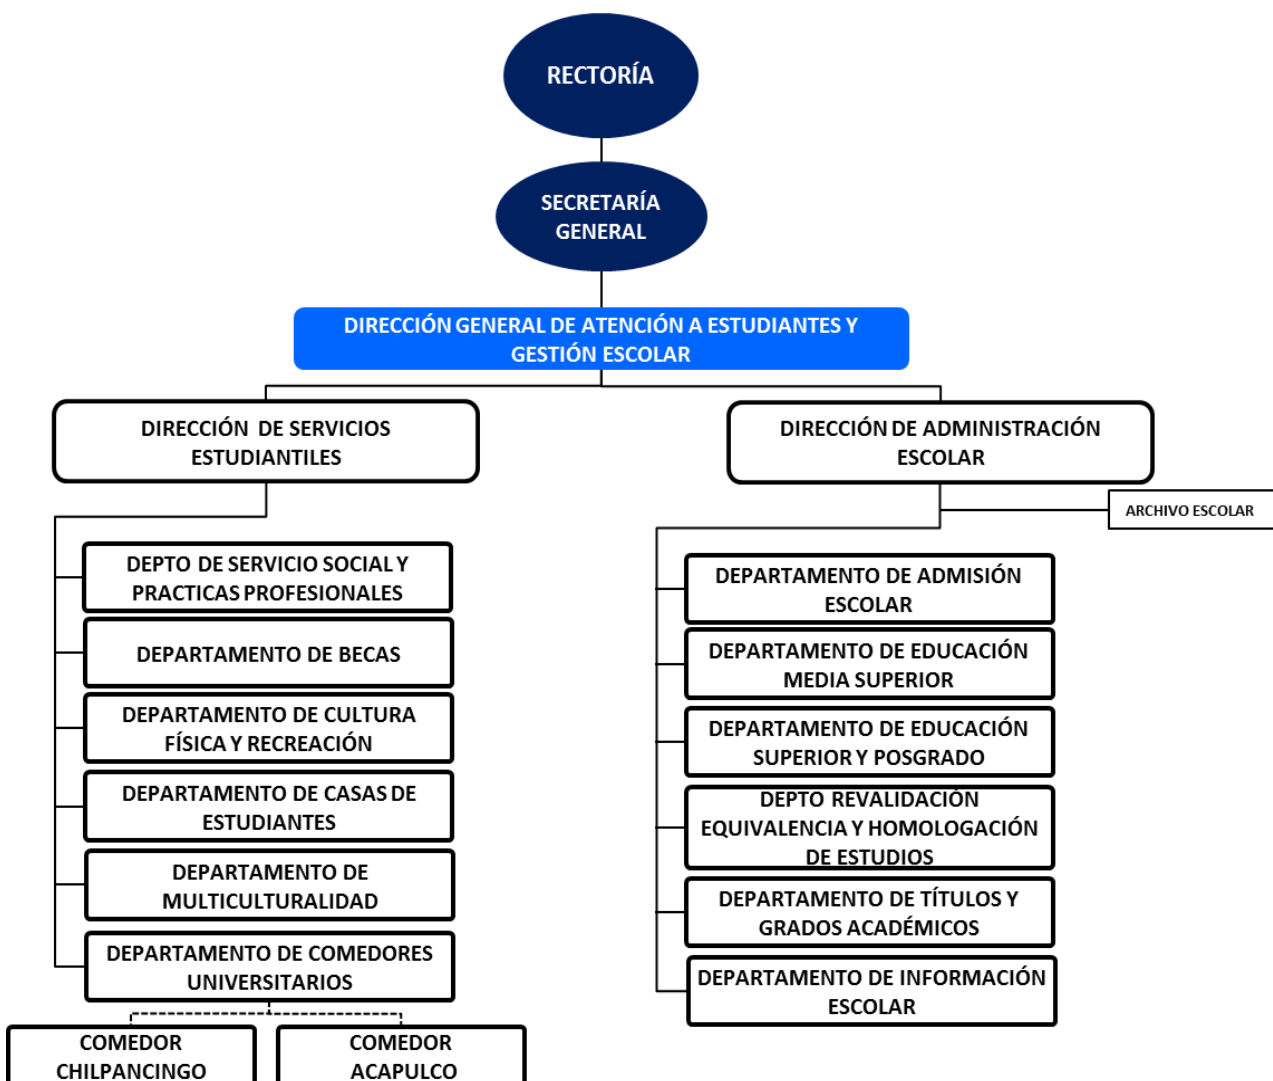 RECTORÍA
SECRETARÍA
GENERAL
DIRECCIÓN GENERAL DE ATENCIÓN A ESTUDIANTES Y
GESTIÓN ESCOLAR
DIRECCIÓN DE SERVICIOS
ESTUDIANTILES
DEPTO DE SERVICIO SOCIAL Y
PRACTICAS PROFESIONALES
DEPARTAMENTO DE BECAS
DEPARTAMENTO DE CULTURA
FÍSICA Y RECREACIÓN
DEPARTAMENTO DE CASAS DE
ESTUDIANTES
DEPARTAMENTO DE
MULTICULTURALIDAD
DEPARTAMENTO DE COMEDORES
UNIVERSITARIOS
COMEDOR
CHILPANCINGO
COMEDOR
ACAPULCO
DIRECCIÓN DE ADMINISTRACIÓN
ESCOLAR
ARCHIVO ESCOLAR
DEPARTAMENTO DE ADMISIÓN
ESCOLAR
DEPARTAMENTO DE EDUCACIÓN
MEDIA SUPERIOR
DEPARTAMENTO DE EDUCACIÓN
SUPERIOR Y POSGRADO
DEPTO REVALIDACIÓN
EQUIVALENCIA Y HOMOLOGACIÓN
DE ESTUDIOS
DEPARTAMENTO DE TÍTULOS Y
GRADOS ACADÉMICOS
DEPARTAMENTO DE INFORMACIÓN
ESCOLAR